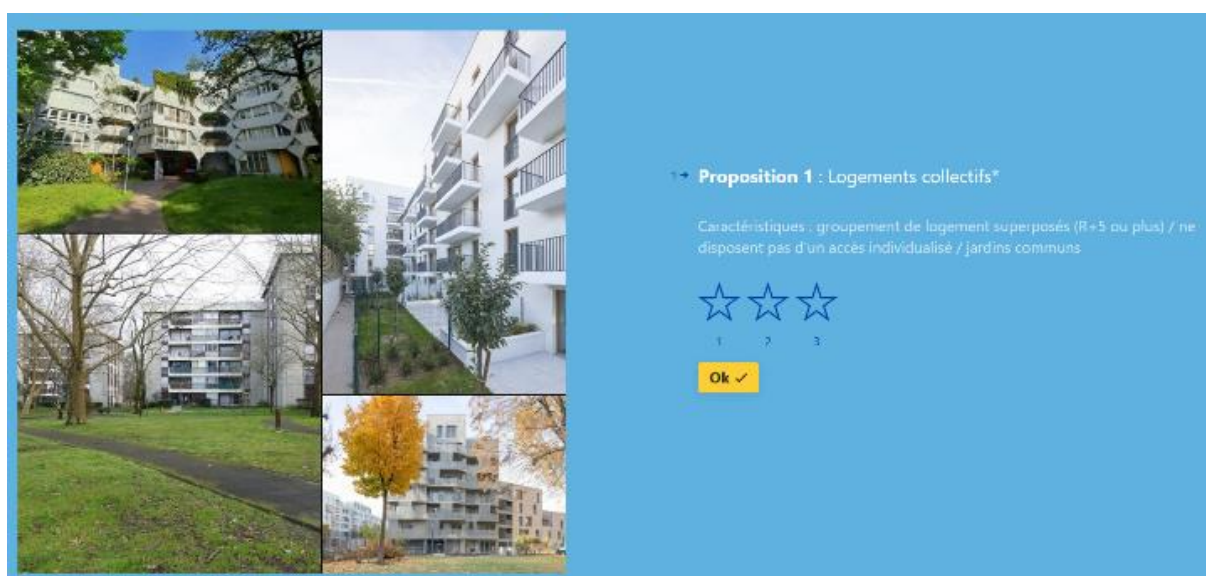 1→ Proposition 1 : Logements collectifs*
Caractéristiques : groupement de logement superposés (R+5 ou plus) / ne
disposent pas d'un accès individualisé / jardins communs
1 2 3
Ok ✓